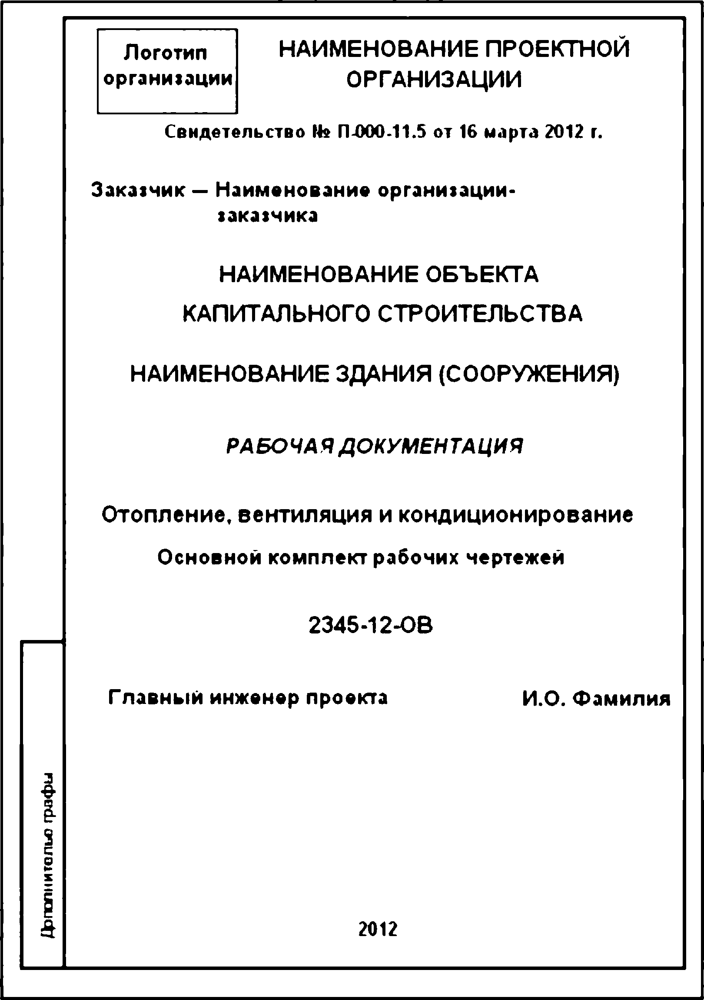 Логотип
организации
НАИМЕНОВАНИЕ ПРОЕКТНОЙ
ОРГАНИЗАЦИИ
Свидетельство № П-000-11.5 от 16 марта 2012 г.
Заказчик — Наименование организации-
заказчика
НАИМЕНОВАНИЕ ОБЪЕКТА
КАПИТАЛЬНОГО СТРОИТЕЛЬСТВА
НАИМЕНОВАНИЕ ЗДАНИЯ (СООРУЖЕНИЯ)
РАБОЧАЯ ДОКУМЕНТАЦИЯ
Отопление, вентиляция и кондиционирование
Основной комплект рабочих чертежей
2345-12-ОВ
Главный инженер проекта И.О. Фамилия
Дополнительо графы
2012